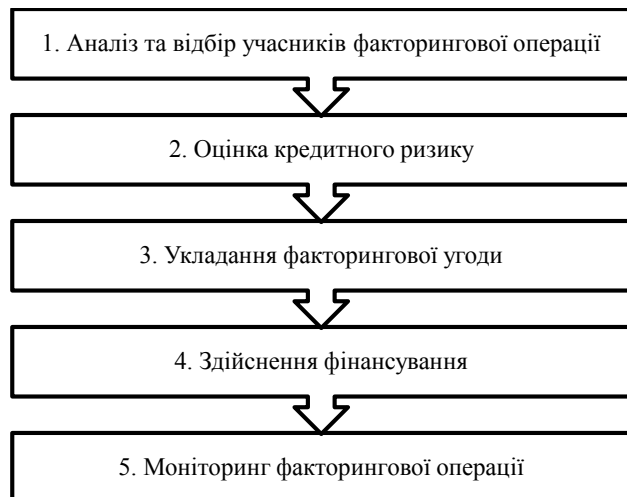 1. Аналіз та відбір учасників факторингової операції
2. Оцінка кредитного ризику
3. Укладання факторингової угоди
4. Здійснення фінансування
5. Моніторинг факторингової операції